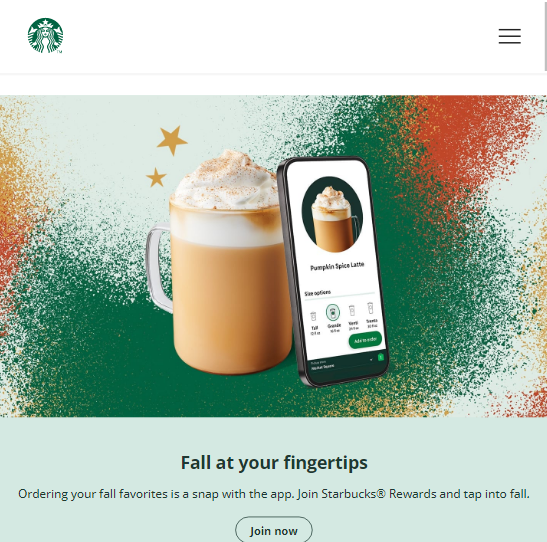 Pumpkin Spice Latte
Size options
Tall
Grande
Venti
Trenta
Add to order
Fall at your fingertips
Ordering your fall favorites is a snap with the app. Join Starbucks® Rewards and tap into fall.
Join now